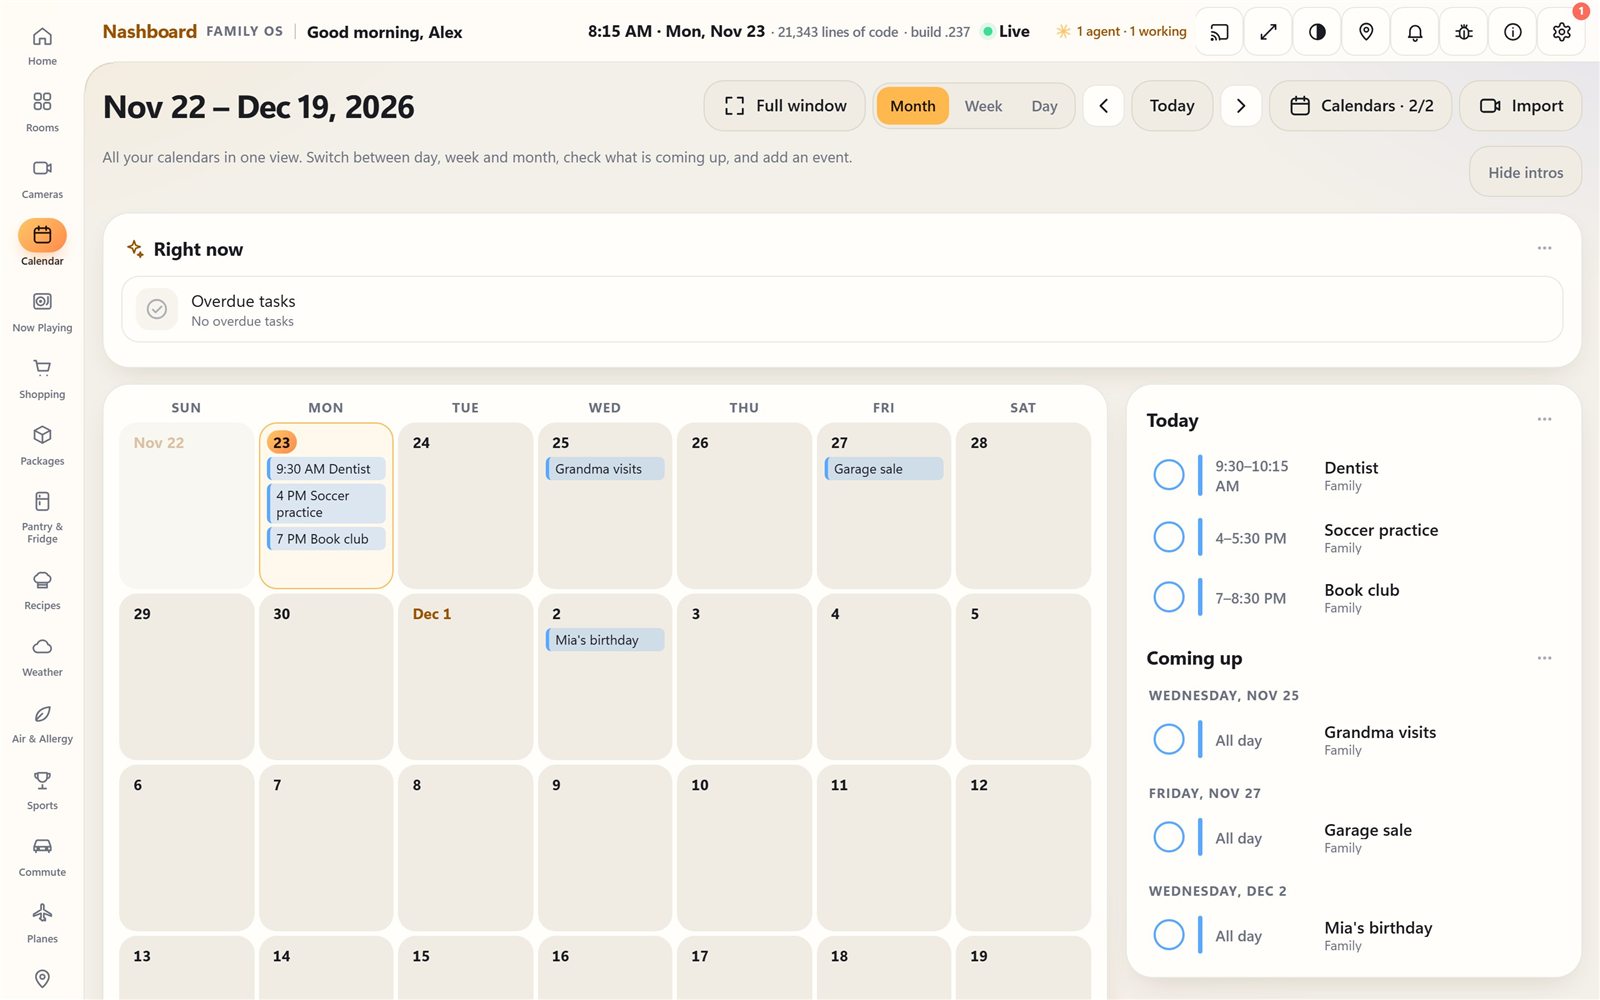 Nashboard FAMILY OS Good morning, Alex
8:15 AM · Mon, Nov 23 · 21,343 lines of code · build .237 Live 1 agent · 1 working
1
Home
Rooms
Cameras
Calendar
Now Playing
Shopping
Packages
Pantry &
Fridge
Recipes
Weather
Air & Allergy
Sports
Commute
Planes
Nov 22 – Dec 19, 2026
Full window Month Week Day Today Calendars · 2/2 Import
All your calendars in one view. Switch between day, week and month, check what is coming up, and add an event.
Hide intros
Right now
Overdue tasks
No overdue tasks
SUN MON TUE WED THU FRI SAT
Nov 22 23 24 25 26 27 28
9:30 AM Dentist Grandma visits Garage sale
4 PM Soccer
practice
7 PM Book club
29 30 Dec 1 2 3 4 5
Mia's birthday
6 7 8 9 10 11 12
13 14 15 16 17 18 19
Today
9:30–10:15
AM
Dentist
Family
4–5:30 PM
Soccer practice
Family
7–8:30 PM
Book club
Family
Coming up
WEDNESDAY, NOV 25
All day
Grandma visits
Family
FRIDAY, NOV 27
All day
Garage sale
Family
WEDNESDAY, DEC 2
All day
Mia's birthday
Family